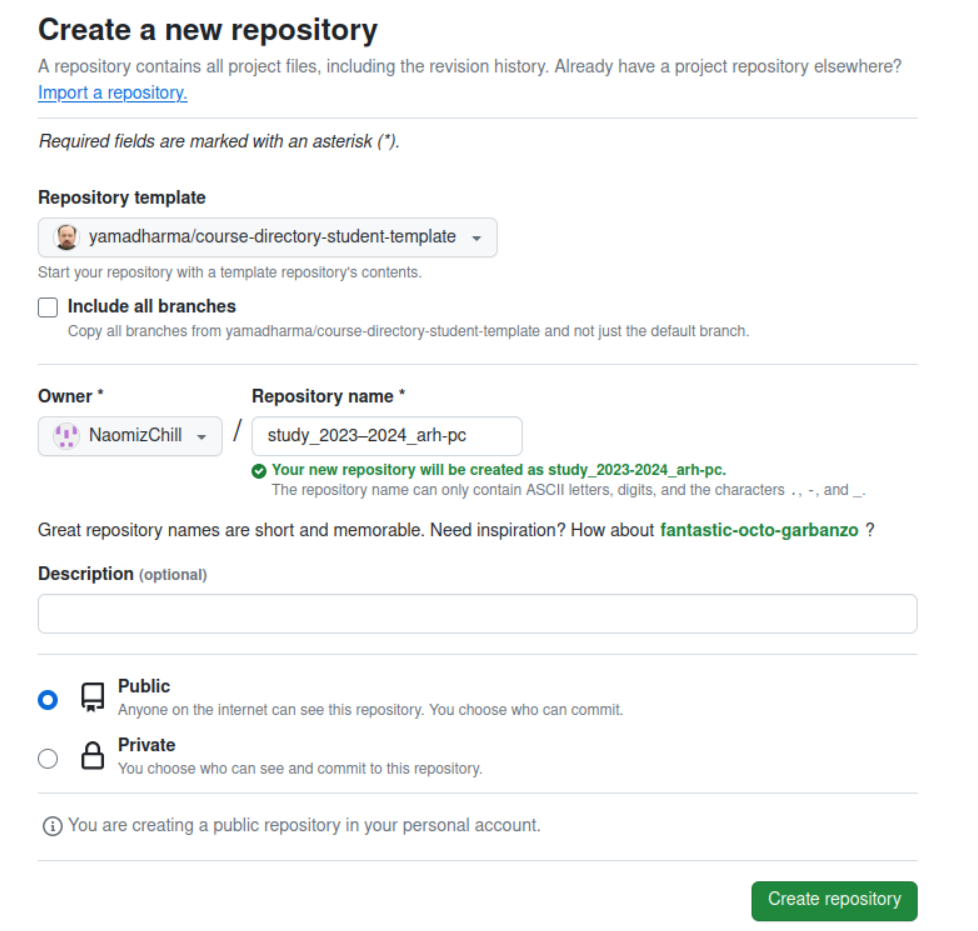 Create a new repository
A repository contains all project files, including the revision history. Already have a project repository elsewhere?
Import a repository.
Required fields are marked with an asterisk (*).
Repository template
yamadharma/course-directory-student-template
Start your repository with a template repository's contents.
Include all branches
Copy all branches from yamadharma/course-directory-student-template and not just the default branch.
Owner * Repository name *
NaomizChill / study_2023–2024_arh-pc
Your new repository will be created as study_2023-2024_arh-pc.
The repository name can only contain ASCII letters, digits, and the characters ., -, and _.
Great repository names are short and memorable. Need inspiration? How about fantastic-octo-garbanzo ?
Description (optional)
Public
Anyone on the internet can see this repository. You choose who can commit.
Private
You choose who can see and commit to this repository.
You are creating a public repository in your personal account.
Create repository